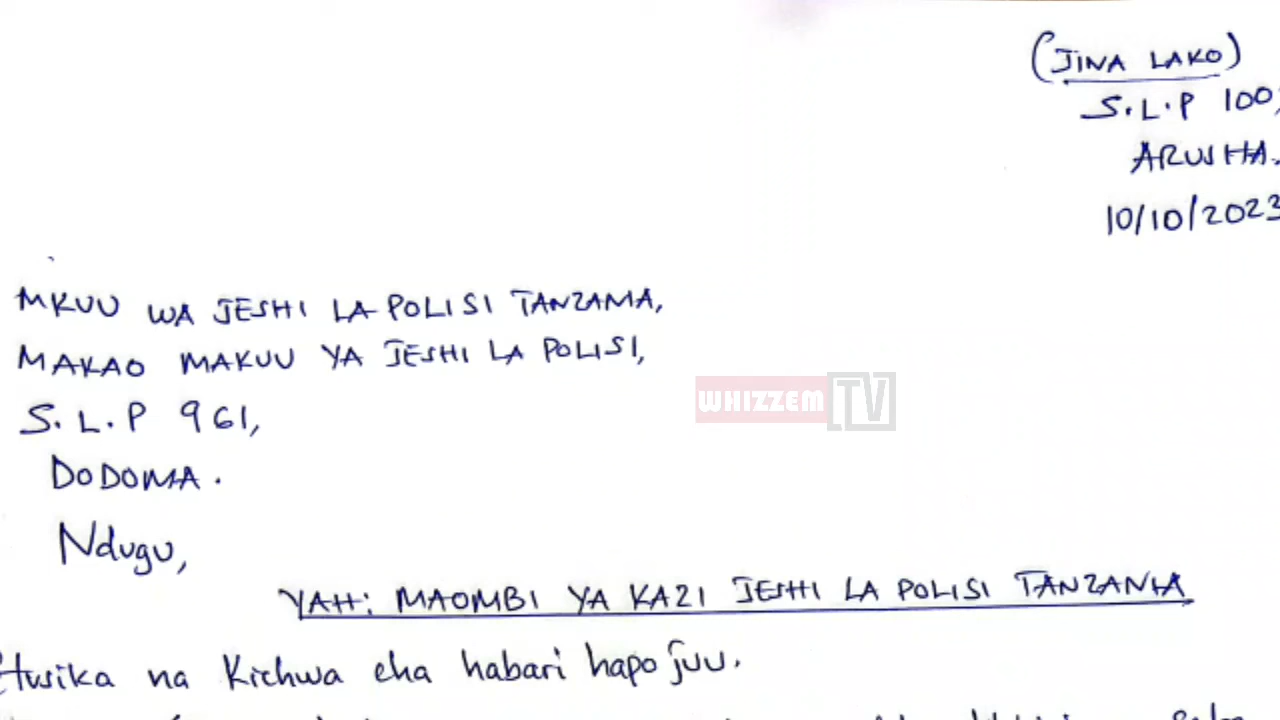 (JINA LAKO)
S.L.P 100,
ARUSHA.
10/10/2023
MKUU WA JESHI LA POLISI TANZAMA,
MAKAO MAKUU YA JESHI LA POLISI,
S.L.P 961,
DODOMA.
Ndugu,
WHIZZEM TV
YAH: MAOMBI YA KAZI JESHI LA POLISI TANZANIA
Husika na Kichwa cha habari hapo juu.